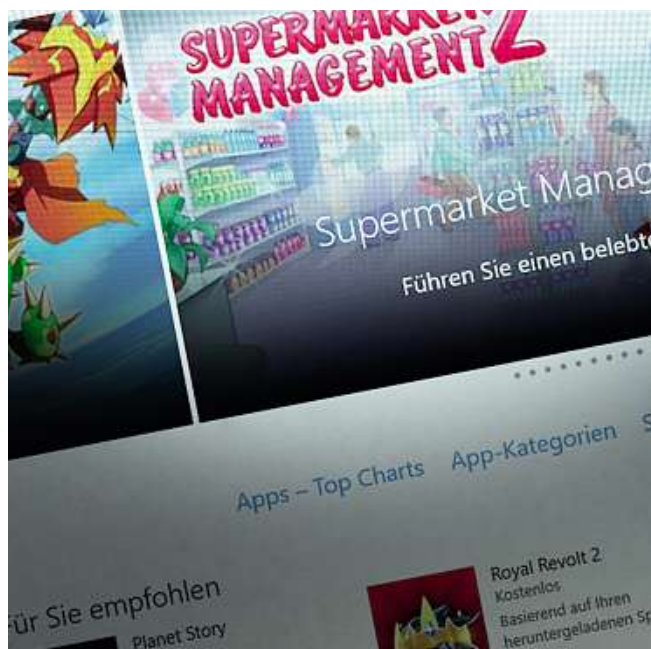 SUPERMARKET
MANAGEMENT 2
Supermarket Manag
Führen Sie einen belebte
Apps – Top Charts App-Kategorien S
Für Sie empfohlen
Planet Story
Royal Revolt 2
Kostenlos
Basierend auf Ihren
heruntergeladenen Sp